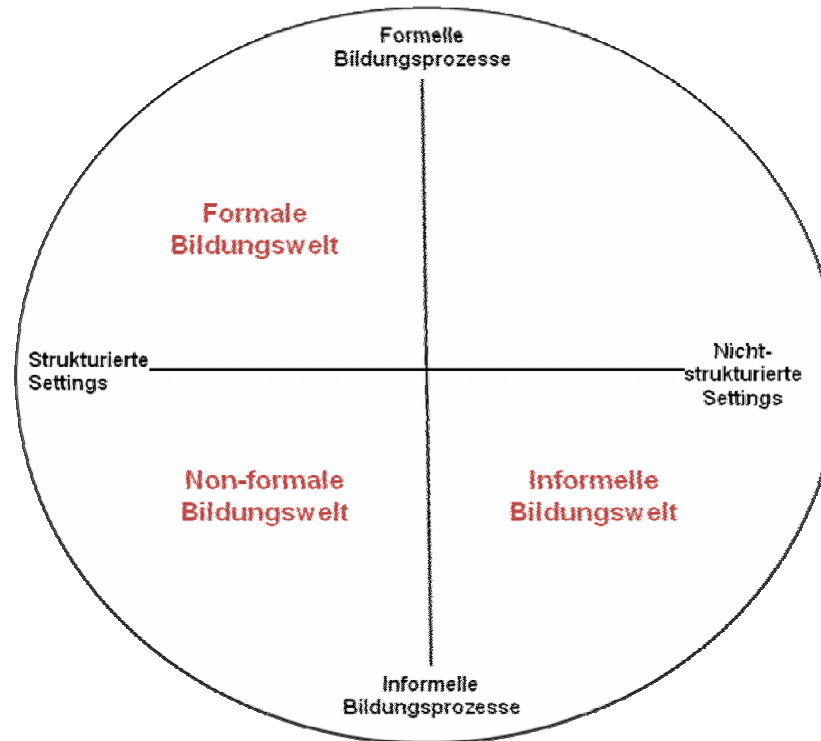 Formelle
Bildungsprozesse
Formale
Bildungswelt
Strukturierte
Settings
Nicht-
strukturierte
Settings
Non-formale
Bildungswelt
Informelle
Bildungswelt
Informelle
Bildungsprozesse